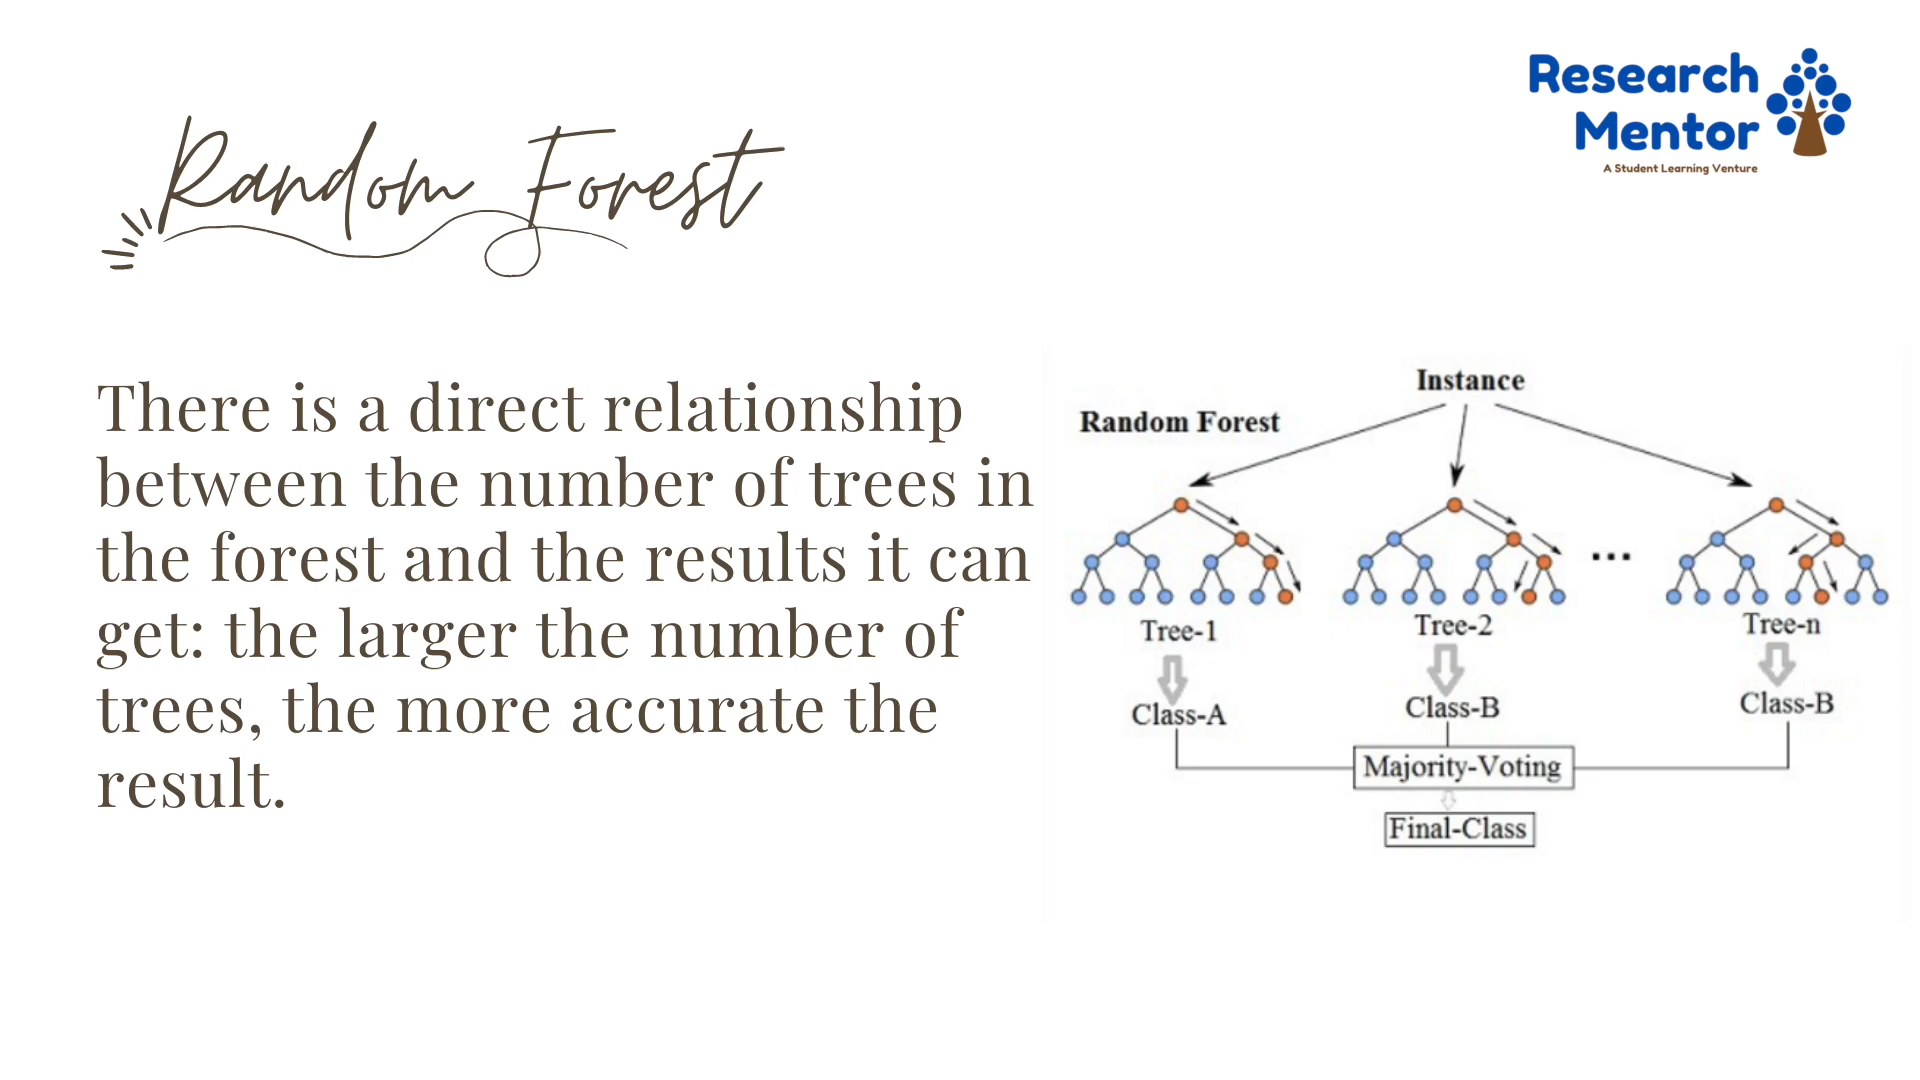 Research
Mentor
A Student Learning Venture
Random Forest
There is a direct relationship
between the number of trees in
the forest and the results it can
get: the larger the number of
trees, the more accurate the
result.
Instance
Random Forest
...
Tree-1
Tree-2
Tree-n
Class-A
Class-B
Class-B
Majority-Voting
Final-Class